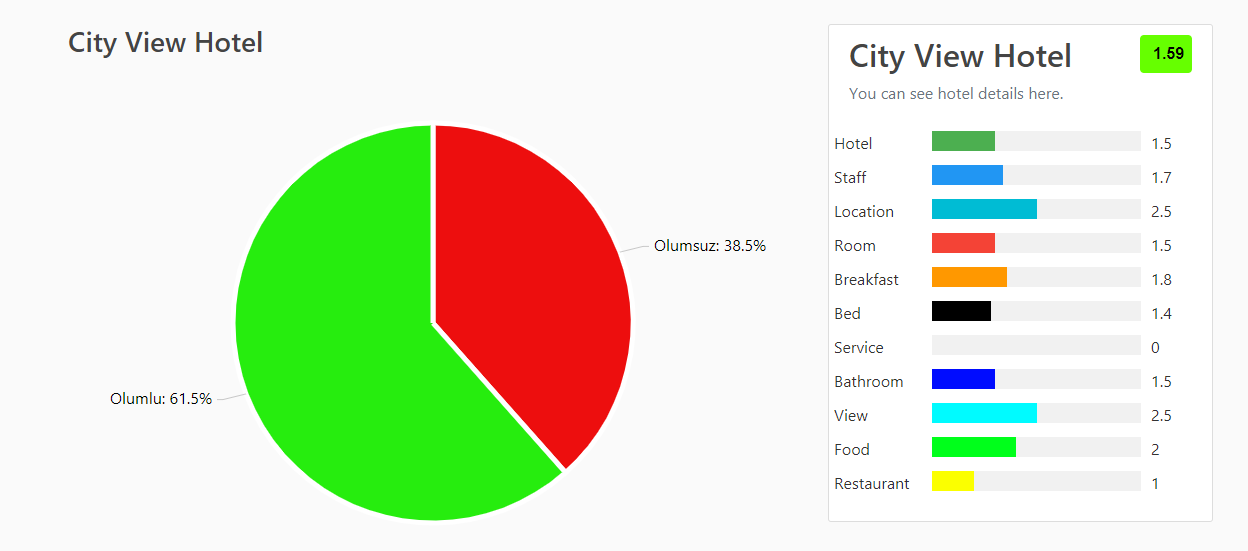 City View Hotel
Olumsuz: 38.5%
Olumlu: 61.5%
City View Hotel 1.59
You can see hotel details here.
Hotel 1.5
Staff 1.7
Location 2.5
Room 1.5
Breakfast 1.8
Bed 1.4
Service 0
Bathroom 1.5
View 2.5
Food 2
Restaurant 1